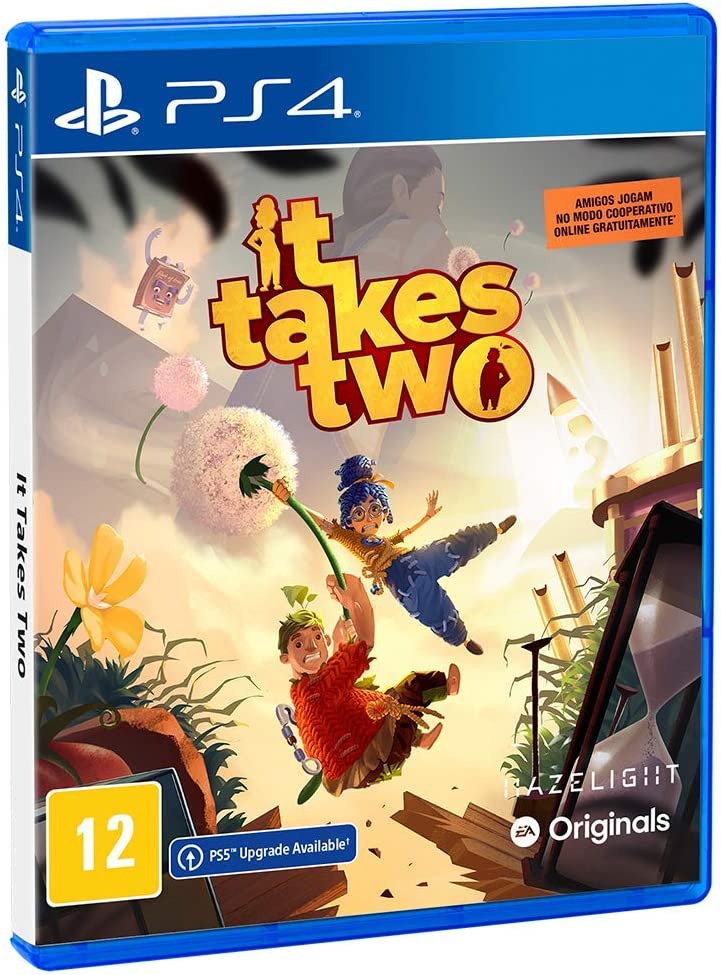 PS4
PS4
It Takes Two
it
takes
two
AMIGOS JOGAM
NO MODO COOPERATIVO
ONLINE GRATUITAMENTE*
12
PS5™ Upgrade Available†
HAZELIGHT
EA Originals